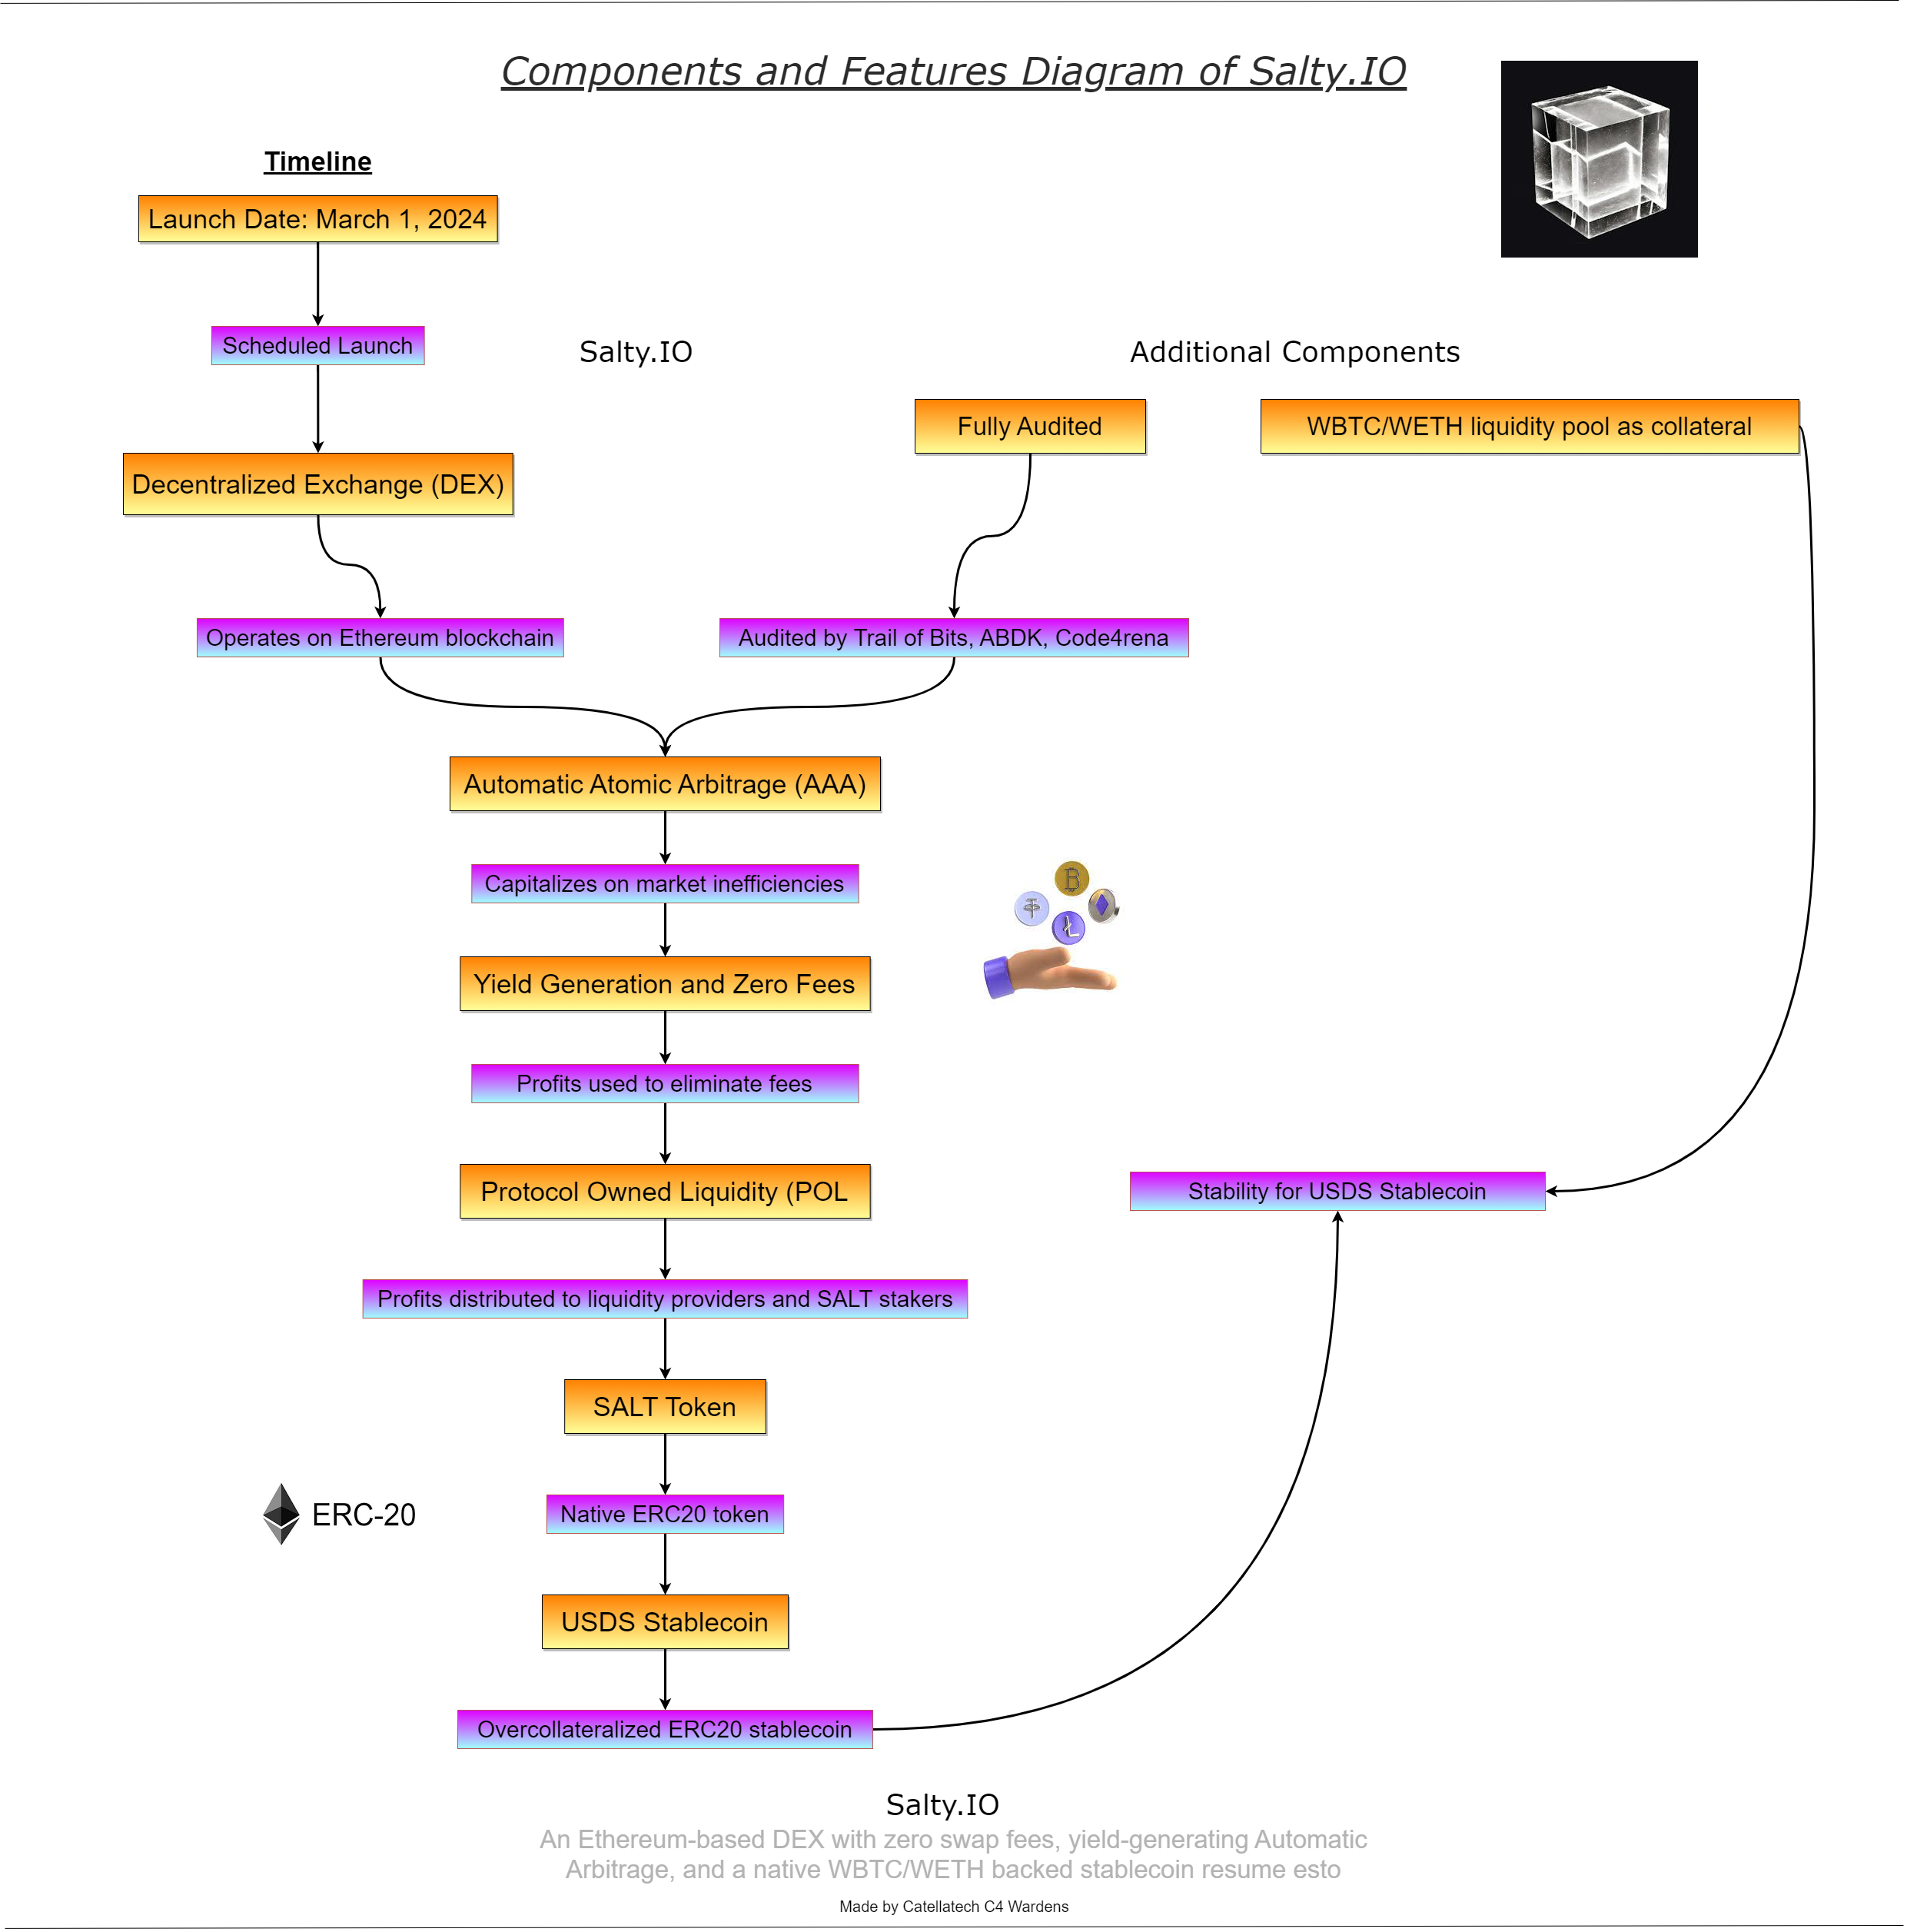 Components and Features Diagram of Salty.IO
Timeline
Launch Date: March 1, 2024
Scheduled Launch
Salty.IO
Additional Components
Fully Audited
WBTC/WETH liquidity pool as collateral
Decentralized Exchange (DEX)
Operates on Ethereum blockchain
Audited by Trail of Bits, ABDK, Code4rena
Automatic Atomic Arbitrage (AAA)
Capitalizes on market inefficiencies
Yield Generation and Zero Fees
Profits used to eliminate fees
Protocol Owned Liquidity (POL
Stability for USDS Stablecoin
Profits distributed to liquidity providers and SALT stakers
SALT Token
ERC-20
Native ERC20 token
USDS Stablecoin
Overcollateralized ERC20 stablecoin
Salty.IO
An Ethereum-based DEX with zero swap fees, yield-generating Automatic
Arbitrage, and a native WBTC/WETH backed stablecoin resume esto
Made by Catellatech C4 Wardens